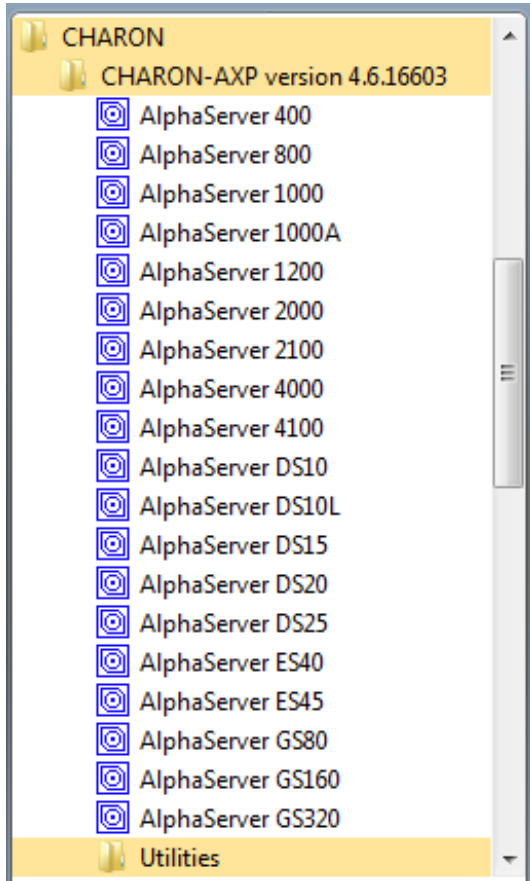 CHARON
CHARON-AXP version 4.6.16603
AlphaServer 400
AlphaServer 800
AlphaServer 1000
AlphaServer 1000A
AlphaServer 1200
AlphaServer 2000
AlphaServer 2100
AlphaServer 4000
AlphaServer 4100
AlphaServer DS10
AlphaServer DS10L
AlphaServer DS15
AlphaServer DS20
AlphaServer DS25
AlphaServer ES40
AlphaServer ES45
AlphaServer GS80
AlphaServer GS160
AlphaServer GS320
Utilities